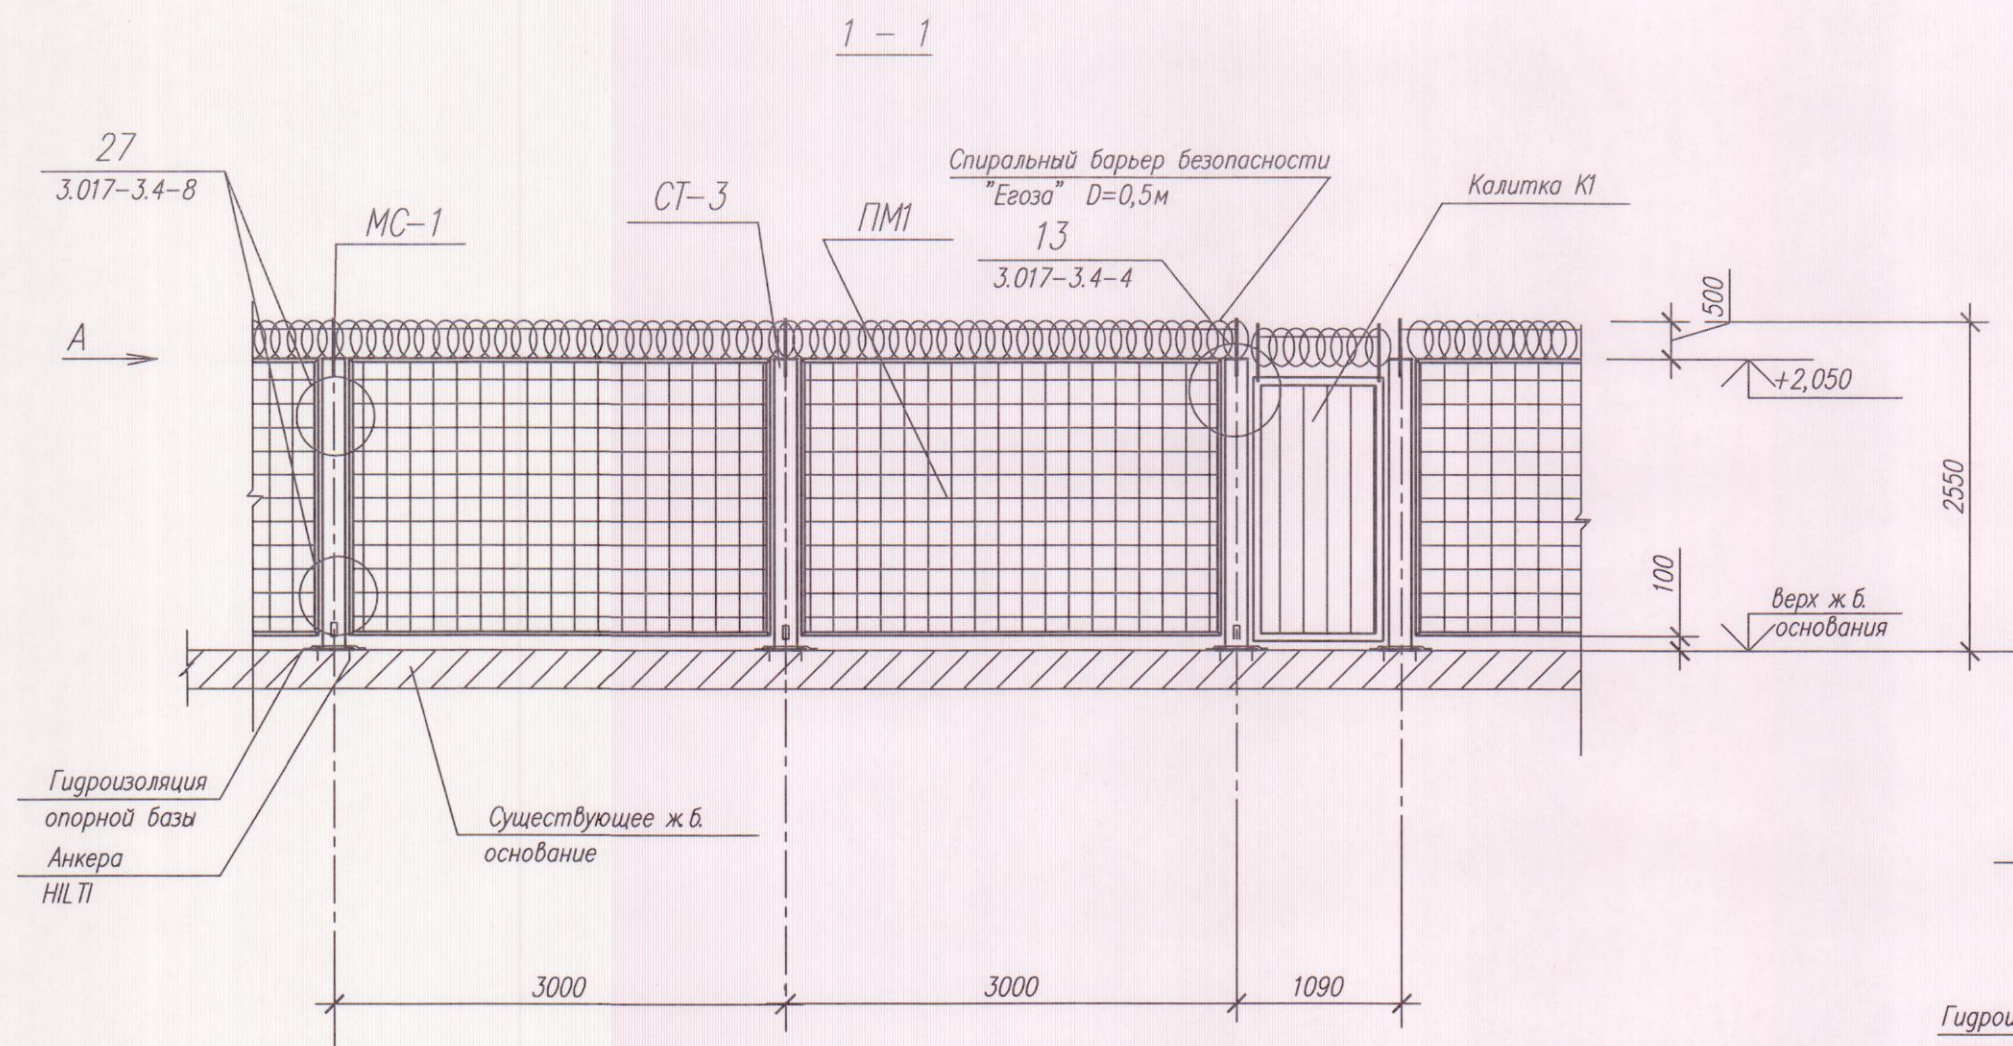 1 - 1
27
3.017-3.4-8
МС-1
СТ-3
ПМ1
Спиральный барьер безопасности
"Егоза" D=0,5м
13
3.017-3.4-4
Калитка К1
А
500
+2,050
2550
100
верх ж.б.
основания
Гидроизоляция
опорной базы
Анкера
HILTI
Существующее ж.б.
основание
3000
3000
1090